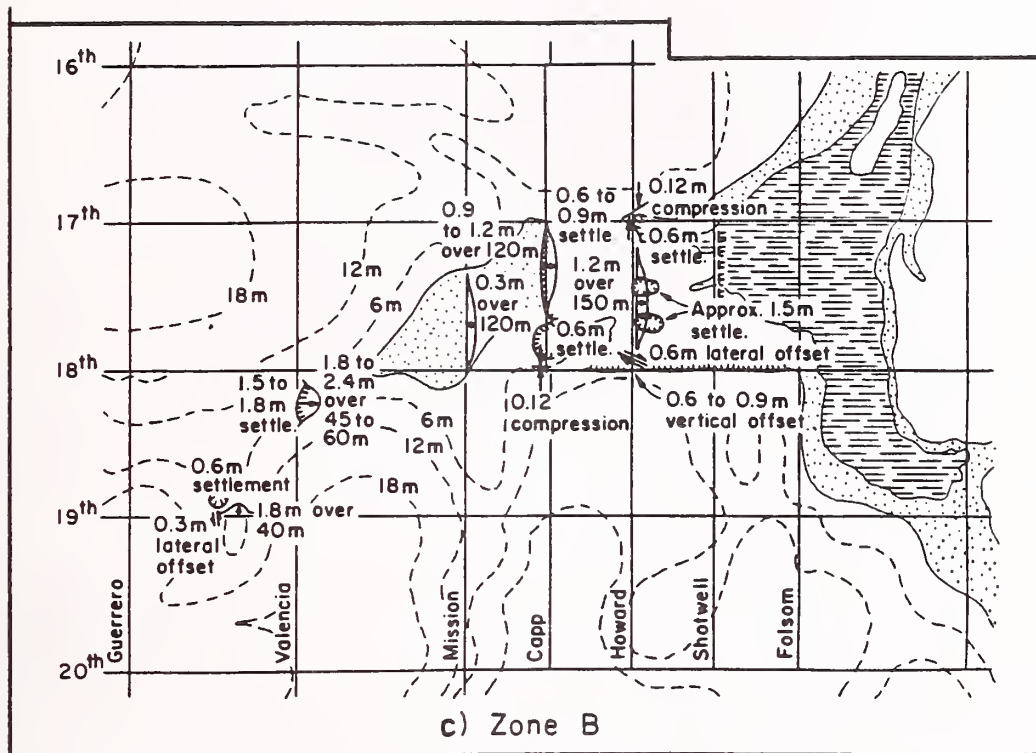 16th
17th
0.9
to 1.2m
over 120m
0.6 to
0.9m
settle
0.12m
compression
0.6m
settle.
12m
18m
6m
0.3m
over
120m
1.2m
over
150m
Approx. 1.5m
settle.
0.6m?
settle.
0.6m lateral offset
18th
1.5 to
1.8m
settle.
1.8 to
2.4m
over
45 to
60m
0.12
compression
0.6 to 0.9m
vertical offset
6m
12m
18m
0.6m
settlement
19th
0.3m
lateral
offset
1.8m over
40m
Guerrero
Valencia
Mission
Capp
Howard
Shotwell
Folsom
20th
c) Zone B